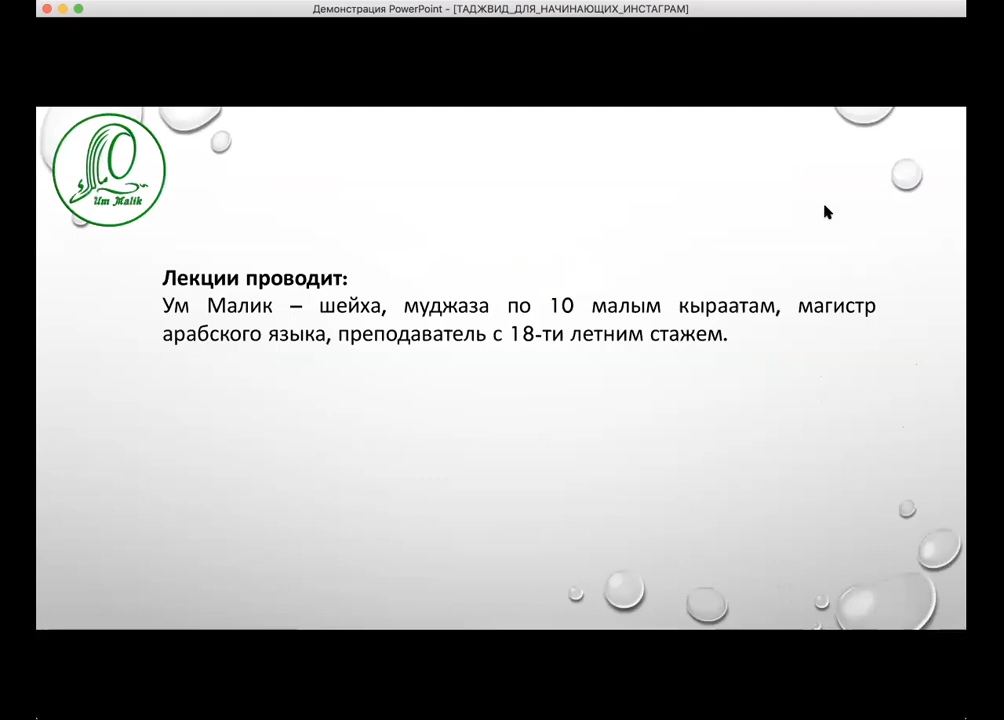 Демонстрация PowerPoint - [ТАДЖВИД_ДЛЯ_НАЧИНАЮЩИХ_ИНСТАГРАМ]
Um Malik
Лекции проводит:
Ум Малик – шейха, муджаза по 10 малым кыраатам, магистр
арабского языка, преподаватель с 18-ти летним стажем.